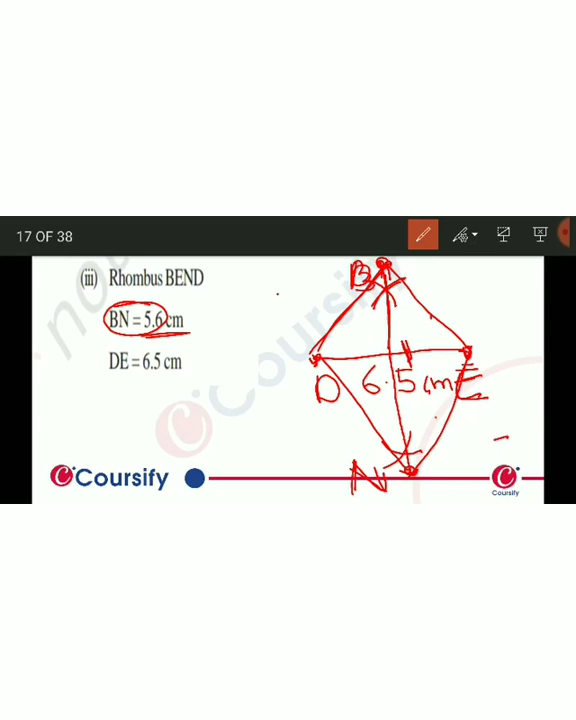 17 OF 38
(iii) Rhombus BEND
BN = 5.6 cm
DE = 6.5 cm
B
D 6.5 cm E
N
Coursify
Coursify
Coursify